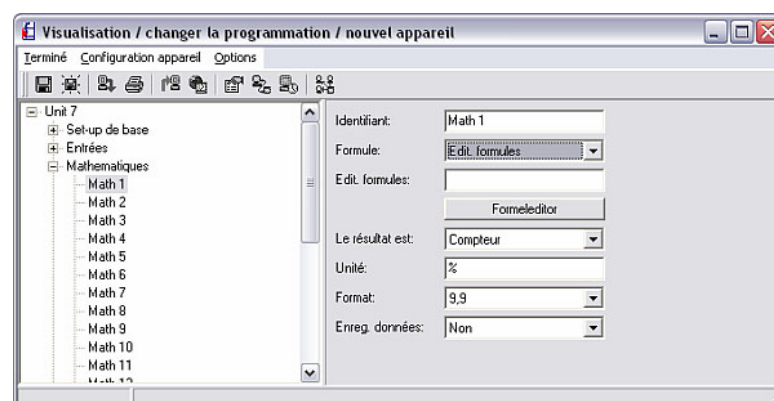 Visualisation / changer la programmation / nouvel appareil
Terminé Configuration appareil Options
Unit 7
Set-up de base
Entrées
Mathematiques
Math 1
Math 2
Math 3
Math 4
Math 5
Math 6
Math 7
Math 8
Math 9
Math 10
Math 11
Math 12
Identifiant: Math 1
Formule: Edit. formules
Edit. formules:
Formeleditor
Le résultat est: Compteur
Unité: %
Format: 9,9
Enreg. données: Non